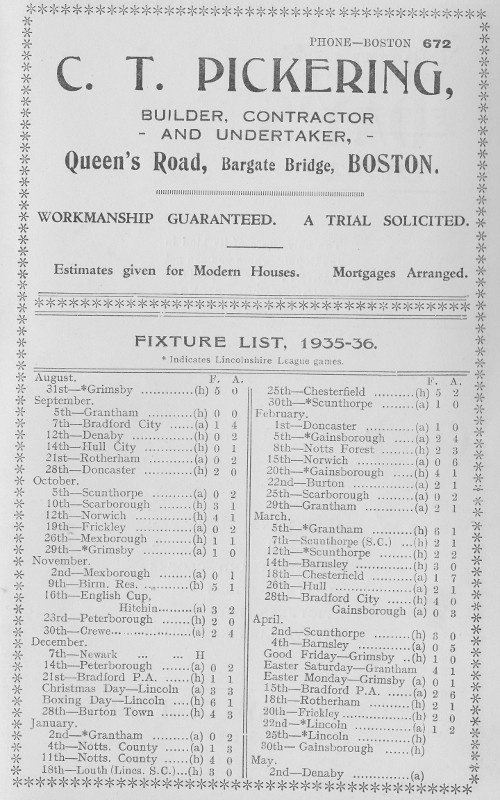 PHONE—BOSTON 672
C. T. PICKERING,
BUILDER, CONTRACTOR
- AND UNDERTAKER, -
Queen's Road, Bargate Bridge, BOSTON.
WORKMANSHIP GUARANTEED. A TRIAL SOLICITED.
Estimates given for Modern Houses. Mortgages Arranged.
FIXTURE LIST, 1935-36.
* Indicates Lincolnshire League games.
F. A.
August.
31st—*Grimsby ............(h) 5 0
September.
5th—Grantham ..........(h) 0 0
7th—Bradford City ......(a) 1 4
12th—Denaby .............(h) 0 2
14th—Hull City ..........(h) 0 1
21st—Rotherham .........(a) 0 2
28th—Doncaster .........(h) 2 0
October.
5th—Scunthorpe ........(a) 0 2
10th—Scarborough ......(h) 3 1
12th—Norwich ............(h) 4 1
19th—Frickley ............(a) 0 2
26th—Mexborough ......(h) 1 1
29th—*Grimsby ..........(a) 1 0
November.
2nd—Mexborough ......(a) 0 1
9th—Birm. Res. .........(h) 5 1
16th—English Cup,
Hitchin............(a) 3 2
23rd—Peterborough ......(h) 2 0
30th—Crewe..................(a) 2 4
December.
7th—Newark ... ... H
14th—Peterborough ......(a) 0 2
21st—Bradford P.A. ......(h) 1 1
Christmas Day—Lincoln (a) 3 3
Boxing Day—Lincoln ....(h) 6 1
28th—Burton Town ......(h) 4 3
January.
2nd—*Grantham .........(a) 0 2
4th—Notts. County ......(a) 1 3
11th—Notts. County ......(h) 4 0
18th—Louth (Lincs. S.C.)...(h) 3 0
F. A.
25th—Chesterfield .........(h) 5 2
30th—*Scunthorpe .........(a) 1 0
February.
1st—Doncaster ............(a) 1 0
5th—*Gainsborough ......(a) 2 4
8th—Notts Forest .........(h) 2 3
15th—Norwich ..............(a) 0 6
20th—*Gainsborough ......(h) 4 1
22nd—Burton ...............(a) 2 1
25th—Scarborough ........(a) 0 2
29th—Grantham ...........(a) 2 1
March.
5th—*Grantham .........(h) 6 1
7th—Scunthorpe (S.C.) ...(h) 2 1
12th—*Scunthorpe .........(h) 2 2
14th—Barnsley .............(h) 3 0
18th—Chesterfield .........(a) 1 7
26th—Hull ..................(a) 2 1
28th—Bradford City ......(h) 4 0
Gainsborough (a) 0 3
April.
2nd—Scunthorpe .........(h) 3 0
4th—Barnsley ............(a) 0 5
Good Friday—Grimsby ..(h) 1 0
Easter Saturday—Grantham 4 1
Easter Monday—Grimsby (a) 0 1
15th—Bradford P.A. ......(a) 2 6
18th—Rotherham .........(h) 2 1
20th—Frickley.............(h) 2 0
22nd—*Lincoln ............(a) 1 2
25th—*Lincoln ............(h)
30th—Gainsborough ......(h)
May.
2nd—Denaby ..............(a)